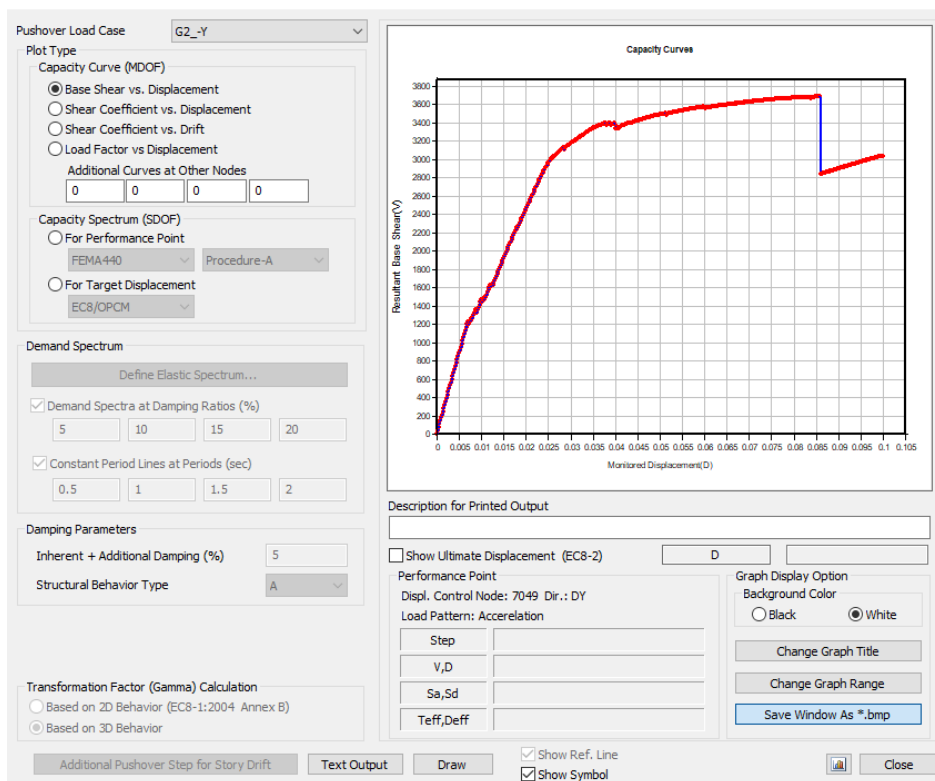 Pushover Load Case
G2_-Y
Plot Type
Capacity Curve (MDOF)
Base Shear vs. Displacement
Shear Coefficient vs. Displacement
Shear Coefficient vs. Drift
Load Factor vs Displacement
Additional Curves at Other Nodes
0 0 0 0
Capacity Spectrum (SDOF)
For Performance Point
FEMA440 Procedure-A
For Target Displacement
EC8/OPCM
Demand Spectrum
Define Elastic Spectrum...
Demand Spectra at Damping Ratios (%)
5 10 15 20
Constant Period Lines at Periods (sec)
0.5 1 1.5 2
Damping Parameters
Inherent + Additional Damping (%) 5
Structural Behavior Type A
Transformation Factor (Gamma) Calculation
Based on 2D Behavior (EC8-1:2004 Annex B)
Based on 3D Behavior
Capacity Curves
Resultant Base Shear(V)
3800
3600
3400
3200
3000
2800
2600
2400
2200
2000
1800
1600
1400
1200
1000
800
600
400
200
0
0 0.005 0.01 0.015 0.02 0.025 0.03 0.035 0.04 0.045 0.05 0.055 0.06 0.065 0.07 0.075 0.08 0.085 0.09 0.095 0.1 0.105
Monitored Displacement(D)
Description for Printed Output
Show Ultimate Displacement (EC8-2) D
Performance Point
Displ. Control Node: 7049 Dir.: DY
Load Pattern: Accerelation
Step
V,D
Sa,Sd
Teff,Deff
Graph Display Option
Background Color
Black White
Change Graph Title
Change Graph Range
Save Window As *.bmp
Additional Pushover Step for Story Drift
Text Output
Draw
Show Ref. Line
Show Symbol
Close